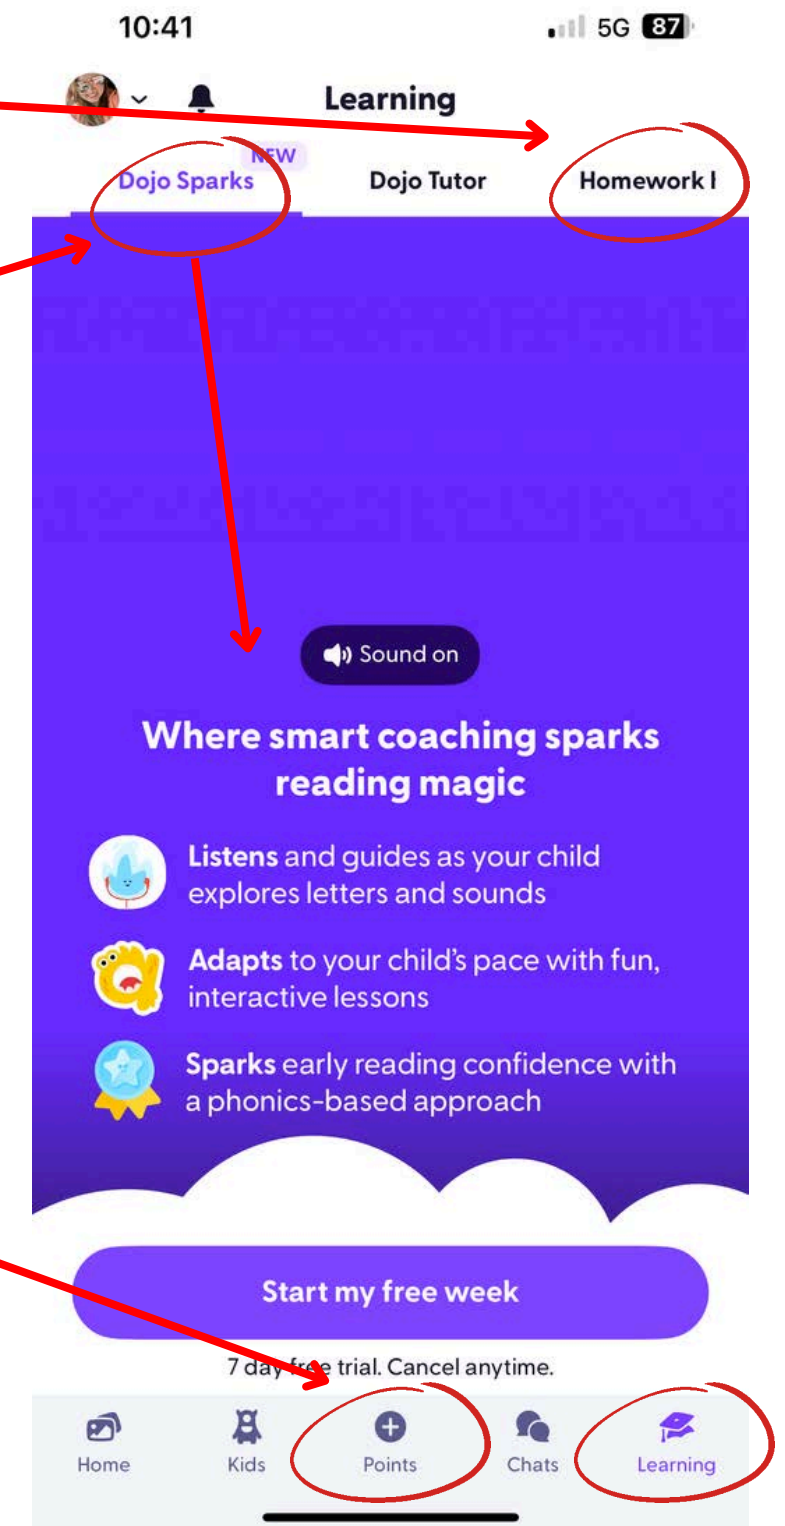 10:41
5G 87
Learning
NEW
Dojo Sparks
Dojo Tutor
Homework
Sound on
Where smart coaching sparks
reading magic
Listens and guides as your child
explores letters and sounds
Adapts to your child's pace with fun,
interactive lessons
Sparks early reading confidence with
a phonics-based approach
Start my free week
7 day free trial. Cancel anytime.
Home
Kids
Points
Chats
Learning